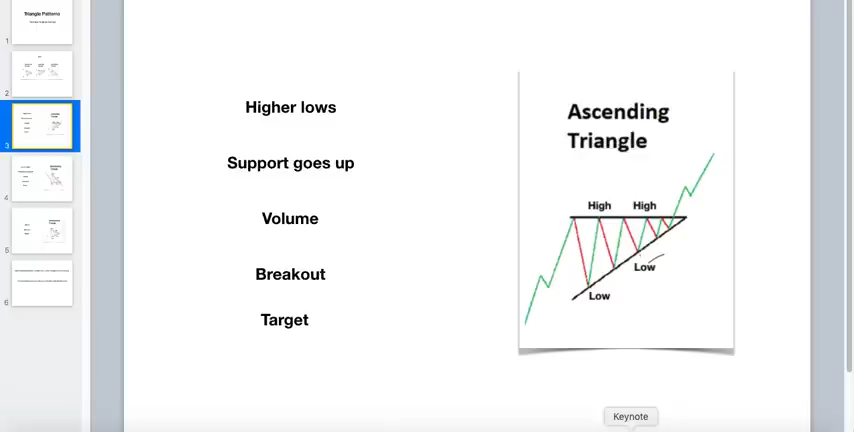 Triangle Patterns
1
2
3
4
5
6
Higher lows
Support goes up
Volume
Breakout
Target
Ascending
Triangle
High
High
Low
Low
Keynote